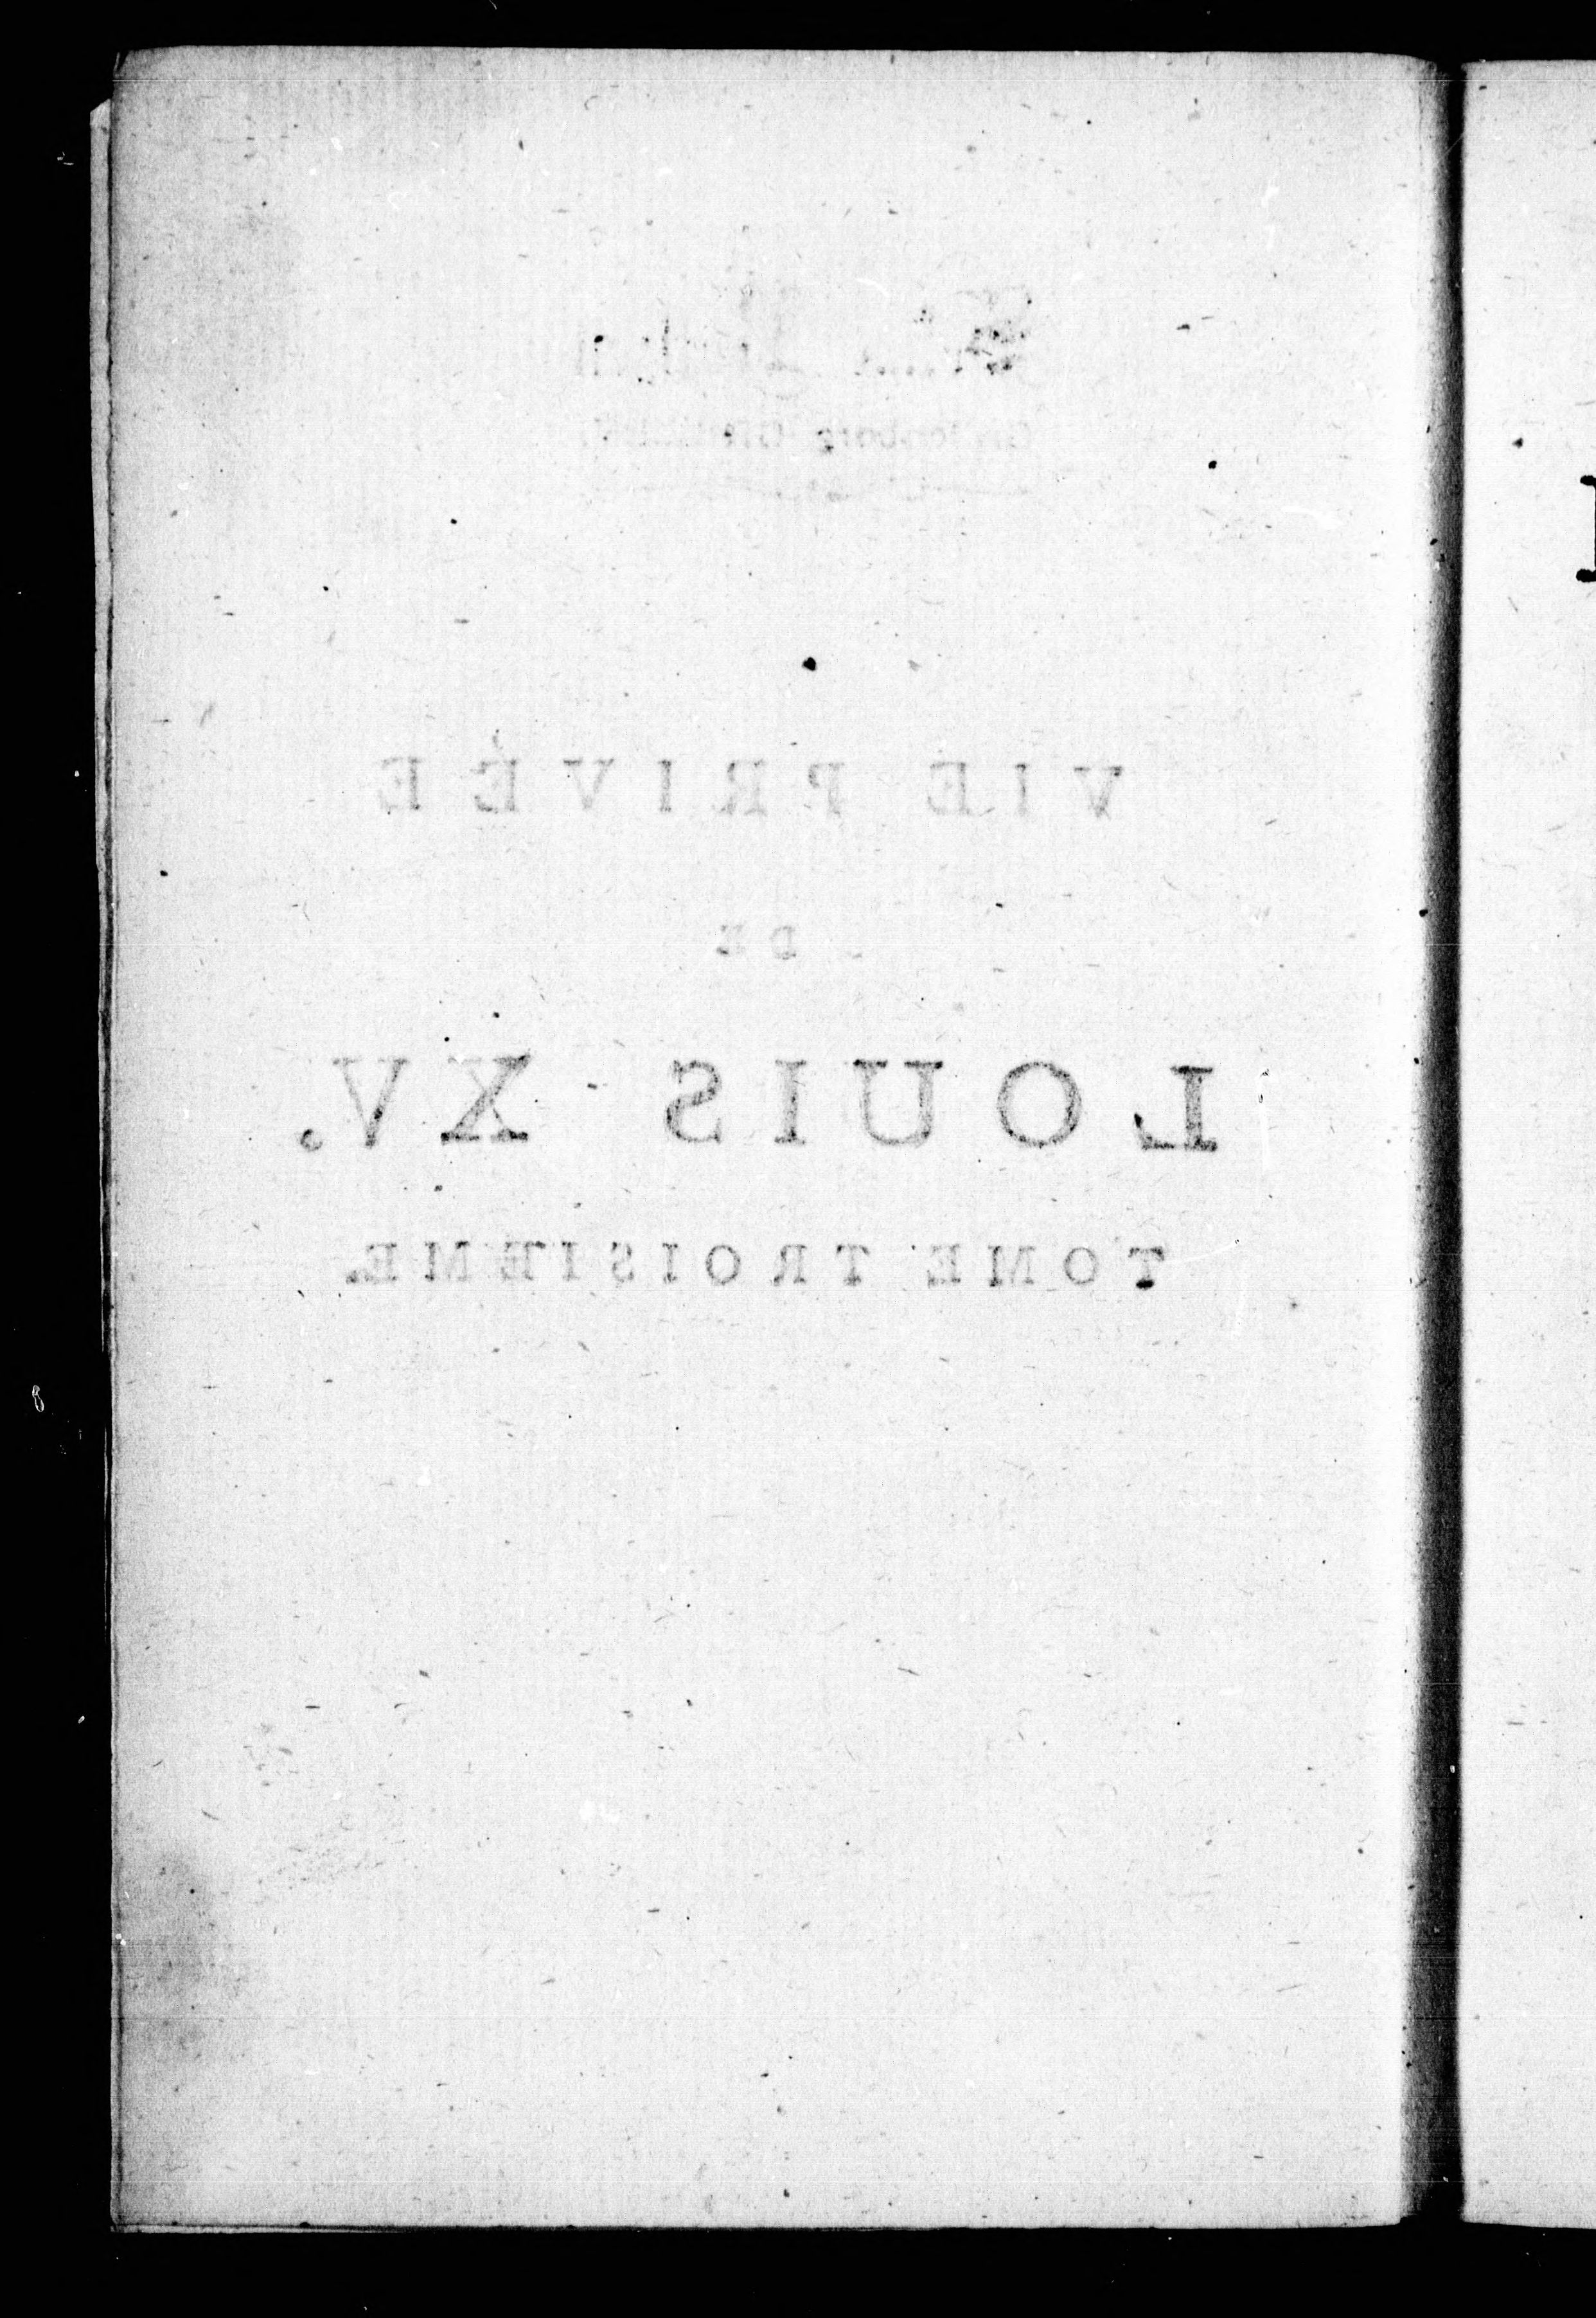 VIE PRIVÉE
DE
LOUIS XV.
TOME TROISIEME.